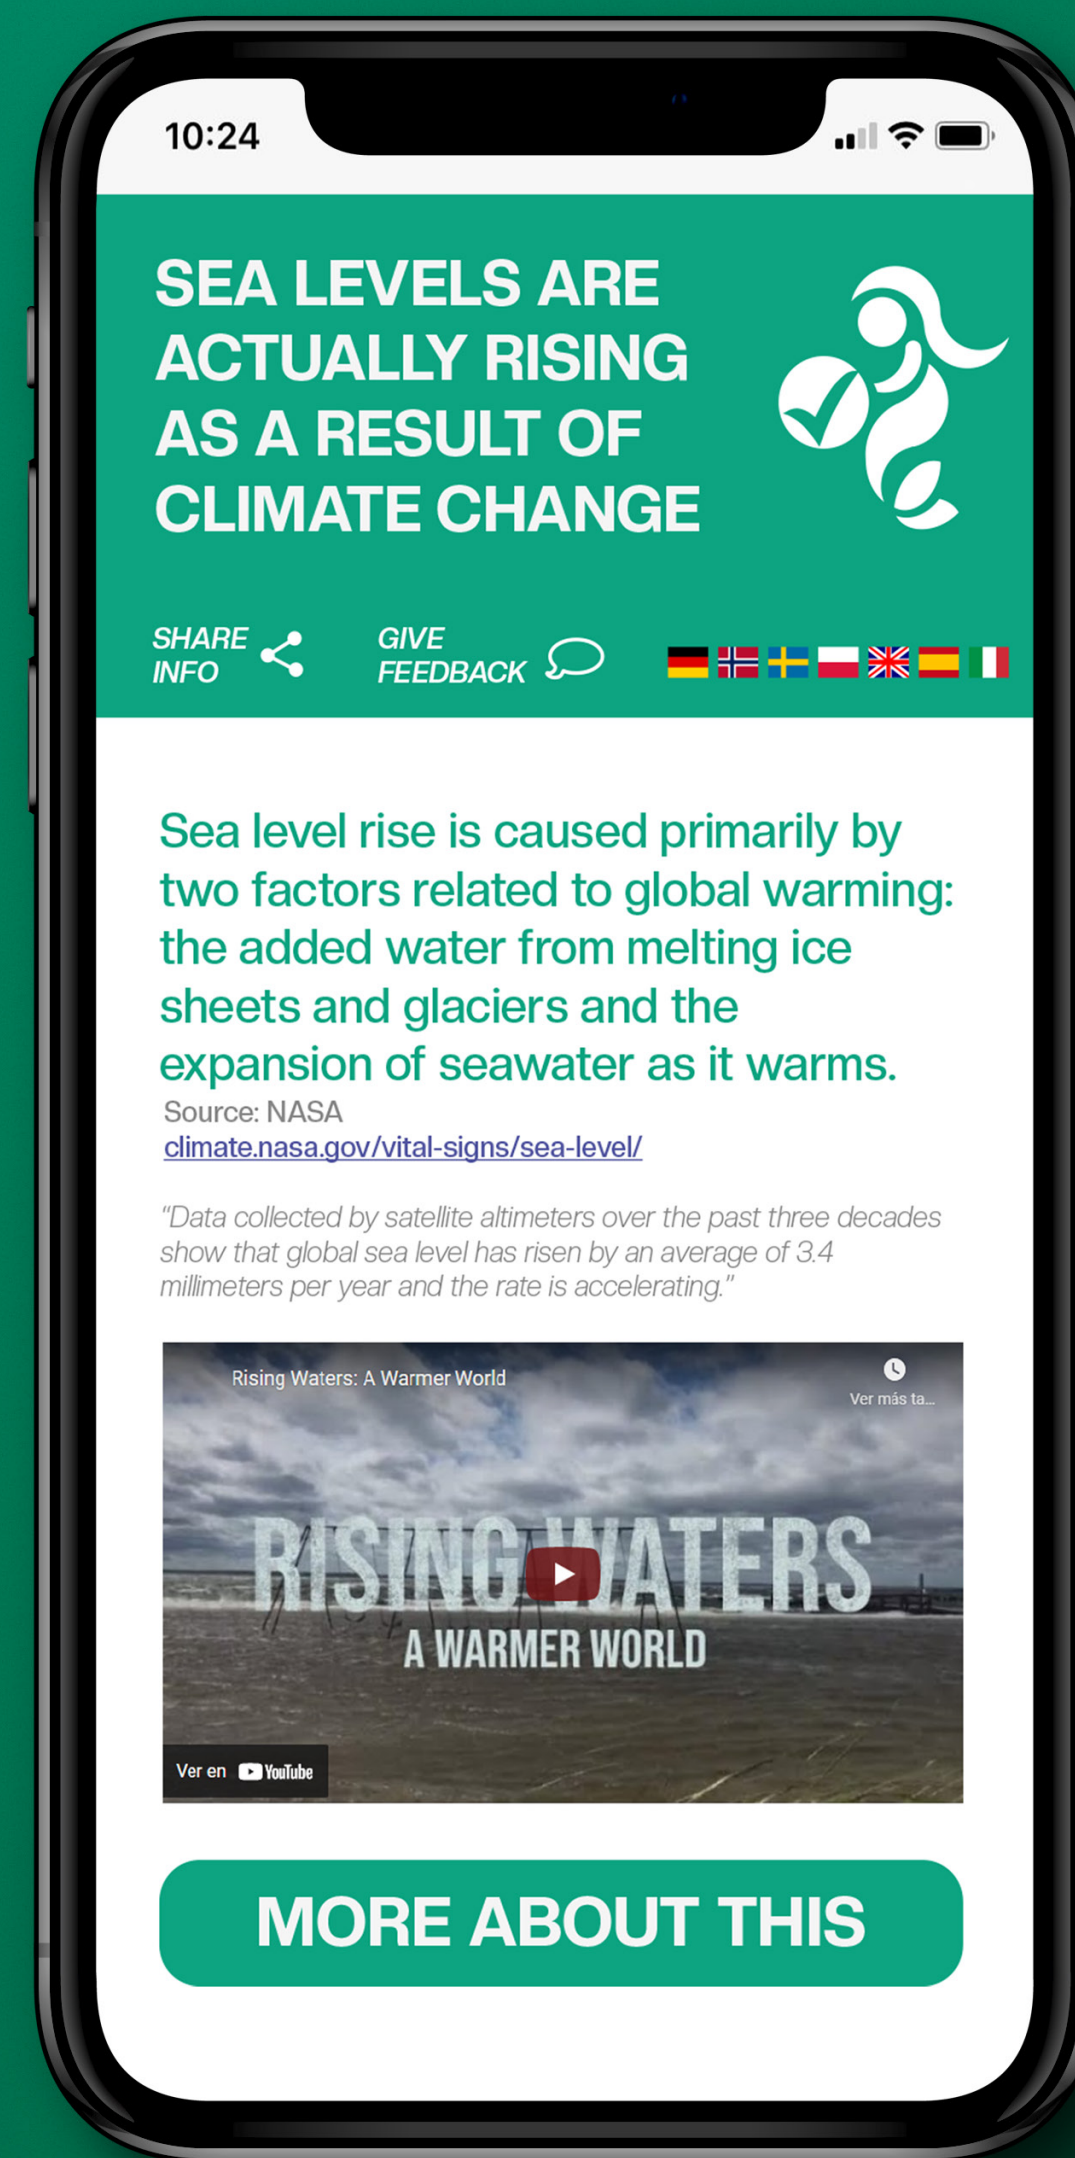 10:24
SEA LEVELS ARE
ACTUALLY RISING
AS A RESULT OF
CLIMATE CHANGE
SHARE
INFO
GIVE
FEEDBACK
Sea level rise is caused primarily by
two factors related to global warming:
the added water from melting ice
sheets and glaciers and the
expansion of seawater as it warms.
Source: NASA
climate.nasa.gov/vital-signs/sea-level/
"Data collected by satellite altimeters over the past three decades
show that global sea level has risen by an average of 3.4
millimeters per year and the rate is accelerating."
Rising Waters: A Warmer World
Ver más ta...
RISING WATERS
A WARMER WORLD
Ver en YouTube
MORE ABOUT THIS